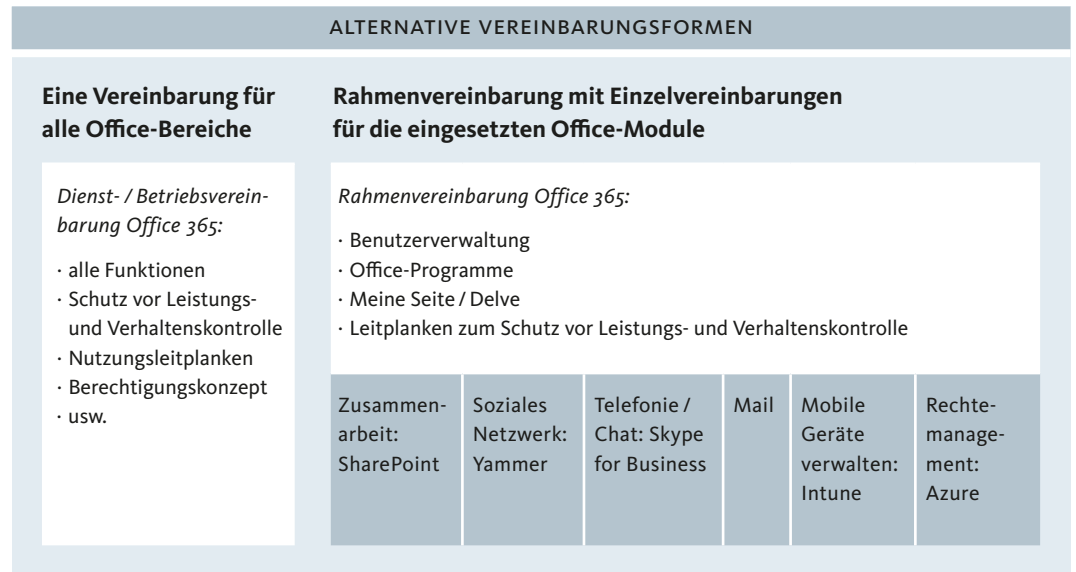 ALTERNATIVE VEREINBARUNGSFORMEN
Eine Vereinbarung für
alle Office-Bereiche
Dienst- / Betriebsverein-
barung Office 365:
· alle Funktionen
· Schutz vor Leistungs-
und Verhaltenskontrolle
· Nutzungsleitplanken
· Berechtigungskonzept
· usw.
Rahmenvereinbarung mit Einzelvereinbarungen
für die eingesetzten Office-Module
Rahmenvereinbarung Office 365:
· Benutzerverwaltung
· Office-Programme
· Meine Seite / Delve
· Leitplanken zum Schutz vor Leistungs- und Verhaltenskontrolle
Zusammen-
arbeit:
SharePoint
Soziales
Netzwerk:
Yammer
Telefonie /
Chat: Skype
for Business
Mail
Mobile
Geräte
verwalten:
Intune
Rechte-
manage-
ment:
Azure